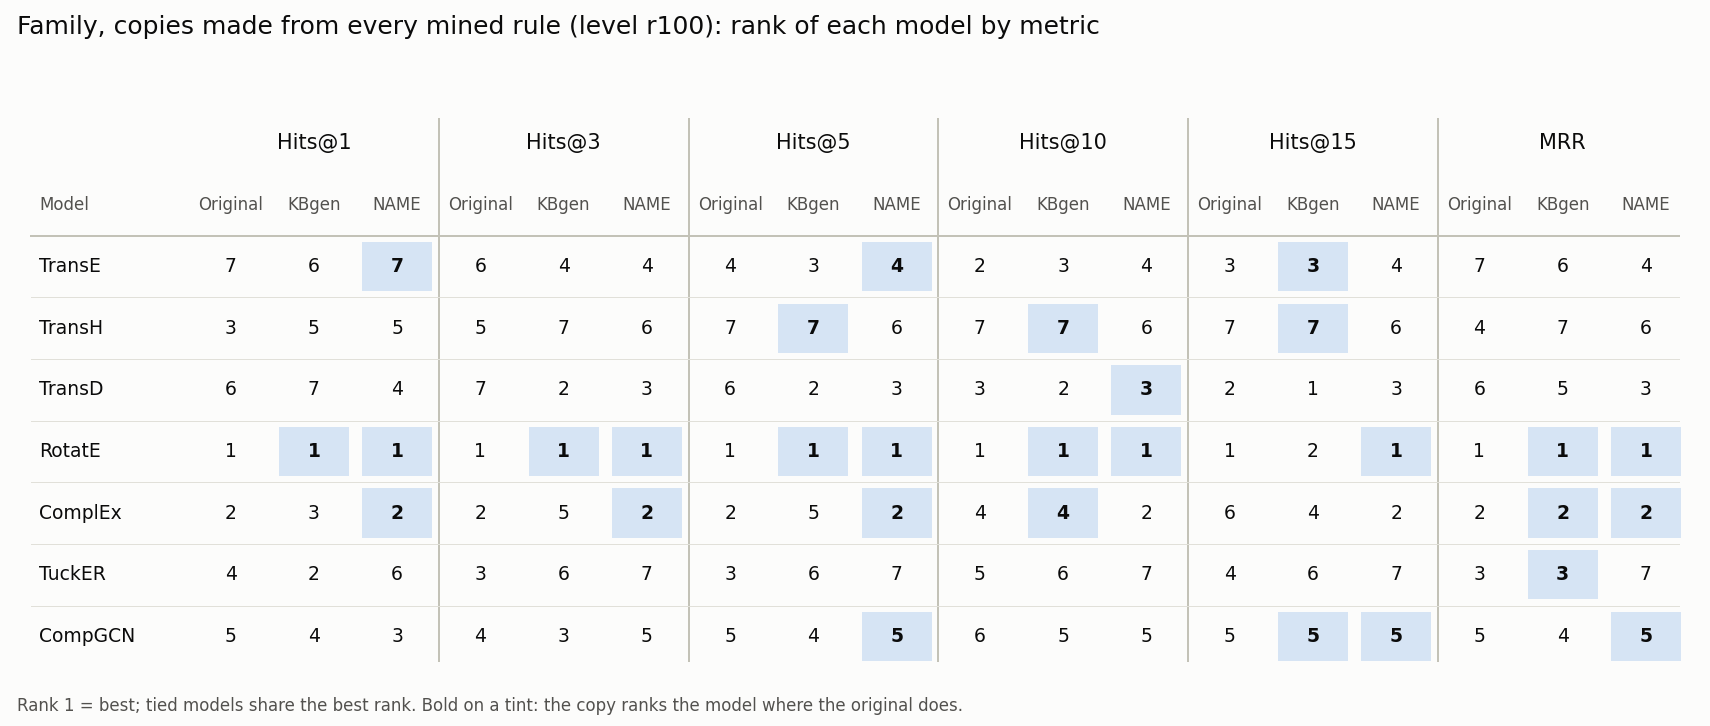 Family, copies made from every mined rule (level r100): rank of each model by metric
Hits@1 Hits@3 Hits@5 Hits@10 Hits@15 MRR
Model Original KBgen NAME Original KBgen NAME Original KBgen NAME Original KBgen NAME Original KBgen NAME Original KBgen NAME
TransE 7 6 7 6 4 4 4 3 4 2 3 4 3 3 4 7 6 4
TransH 3 5 5 5 7 6 7 7 6 7 7 6 7 7 6 4 7 6
TransD 6 7 4 7 2 3 6 2 3 3 2 3 2 1 3 6 5 3
RotatE 1 1 1 1 1 1 1 1 1 1 1 1 1 2 1 1 1 1
ComplEx 2 3 2 2 5 2 2 5 2 4 4 2 6 4 2 2 2 2
TuckER 4 2 6 3 6 7 3 6 7 5 6 7 4 6 7 3 3 7
CompGCN 5 4 3 4 3 5 5 4 5 6 5 5 5 5 5 5 4 5
Rank 1 = best; tied models share the best rank. Bold on a tint: the copy ranks the model where the original does.